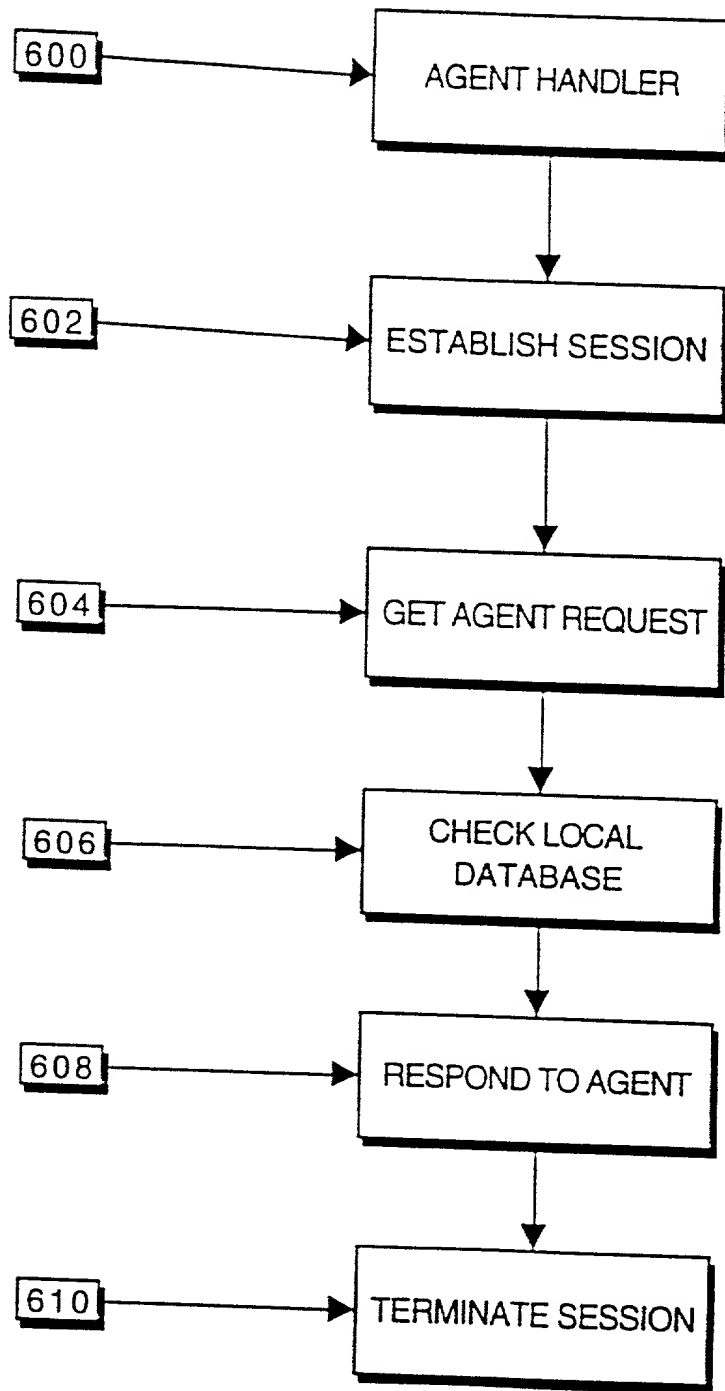 600
AGENT HANDLER
602
ESTABLISH SESSION
604
GET AGENT REQUEST
606
CHECK LOCAL
DATABASE
608
RESPOND TO AGENT
610
TERMINATE SESSION